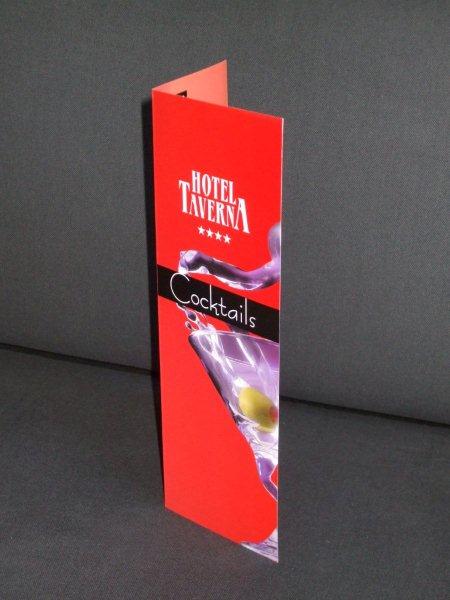 HOTEL
TAVERNA
★★★★
Cocktails